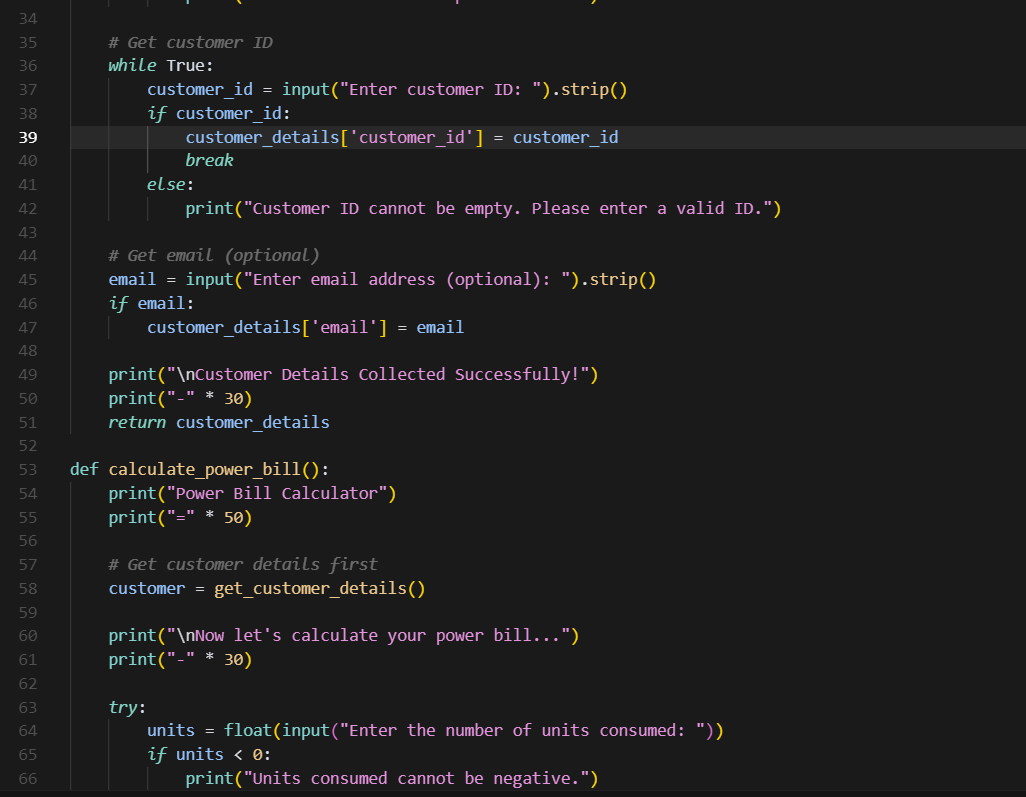 34
35     # Get customer ID
36     while True:
37         customer_id = input("Enter customer ID: ").strip()
38         if customer_id:
39             customer_details['customer_id'] = customer_id
40             break
41         else:
42             print("Customer ID cannot be empty. Please enter a valid ID.")
43
44     # Get email (optional)
45     email = input("Enter email address (optional): ").strip()
46     if email:
47         customer_details['email'] = email
48
49     print("\nCustomer Details Collected Successfully!")
50     print("-" * 30)
51     return customer_details
52
53 def calculate_power_bill():
54     print("Power Bill Calculator")
55     print("=" * 50)
56
57     # Get customer details first
58     customer = get_customer_details()
59
60     print("\nNow let's calculate your power bill...")
61     print("-" * 30)
62
63     try:
64         units = float(input("Enter the number of units consumed: "))
65         if units < 0:
66             print("Units consumed cannot be negative.")